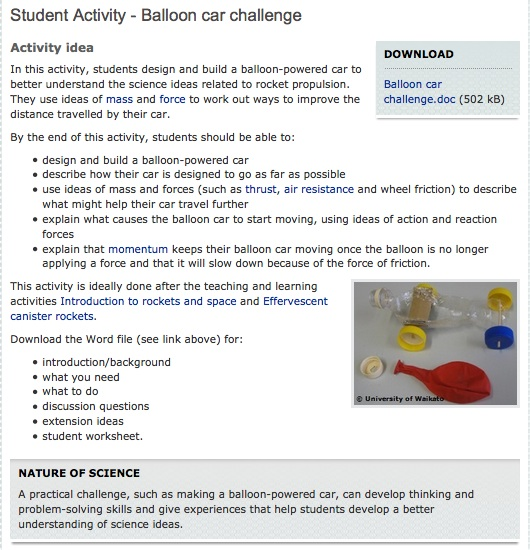 Student Activity - Balloon car challenge
Activity idea
In this activity, students design and build a balloon-powered car to
better understand the science ideas related to rocket propulsion.
They use ideas of mass and force to work out ways to improve the
distance travelled by their car.
DOWNLOAD
Balloon car
challenge.doc (502 kB)
By the end of this activity, students should be able to:
• design and build a balloon-powered car
• describe how their car is designed to go as far as possible
• use ideas of mass and forces (such as thrust, air resistance and wheel friction) to describe
what might help their car travel further
• explain what causes the balloon car to start moving, using ideas of action and reaction
forces
• explain that momentum keeps their balloon car moving once the balloon is no longer
applying a force and that it will slow down because of the force of friction.
This activity is ideally done after the teaching and learning
activities Introduction to rockets and space and Effervescent
canister rockets.
Download the Word file (see link above) for:
• introduction/background
• what you need
• what to do
• discussion questions
• extension ideas
• student worksheet.
© University of Waikato
NATURE OF SCIENCE
A practical challenge, such as making a balloon-powered car, can develop thinking and
problem-solving skills and give experiences that help students develop a better
understanding of science ideas.